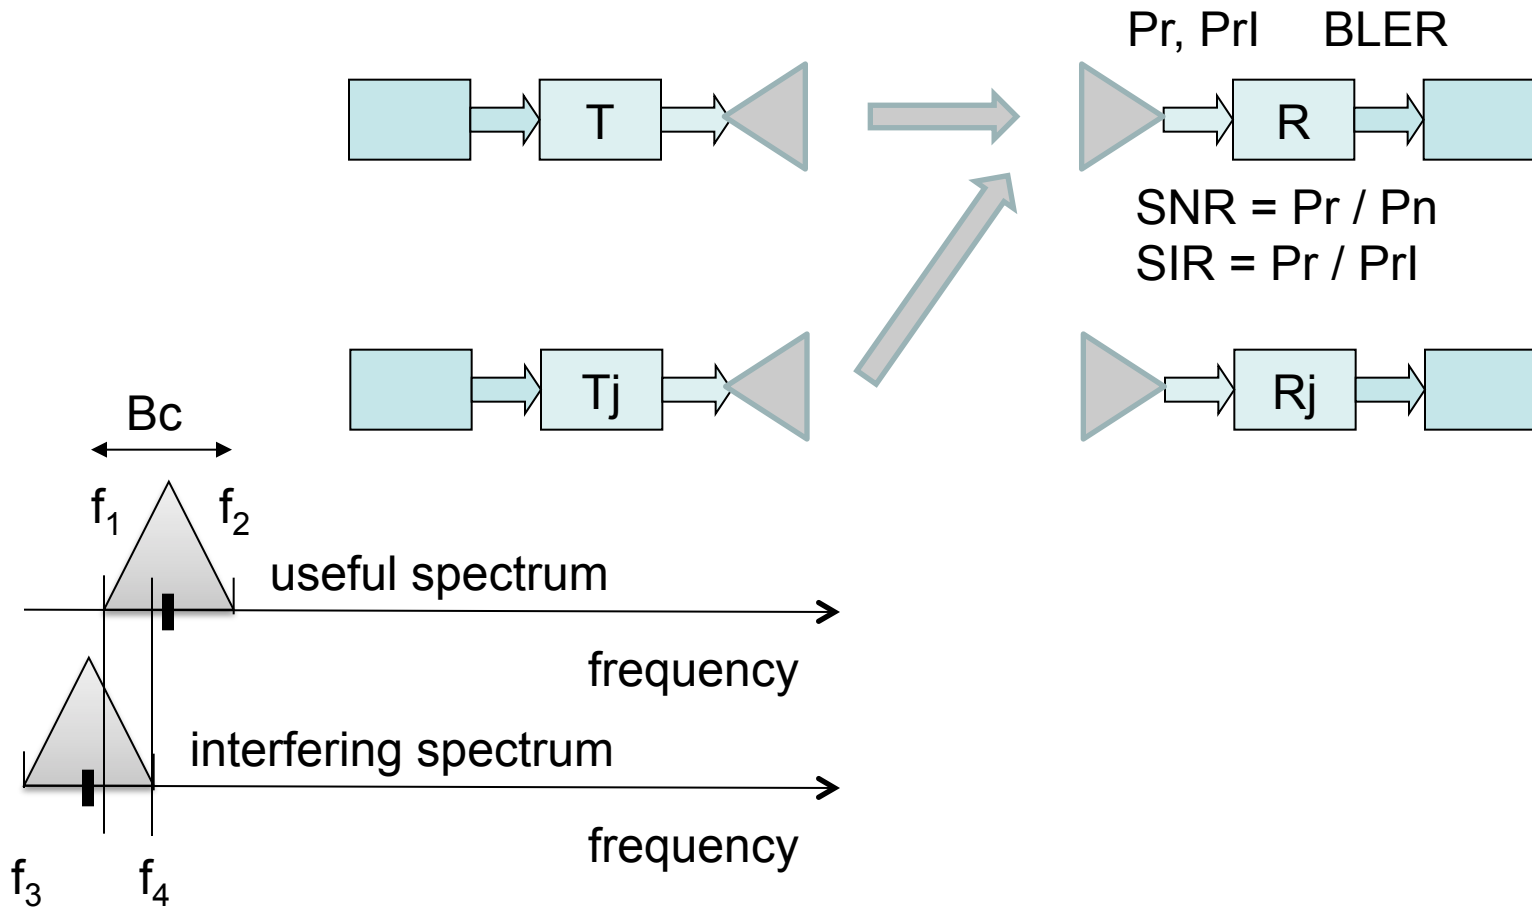 Pr, PrI BLER
T
R
SNR = Pr / Pn
SIR = Pr / PrI
Tj
Rj
Bc
f1 f2
useful spectrum
frequency
interfering spectrum
frequency
f3 f4